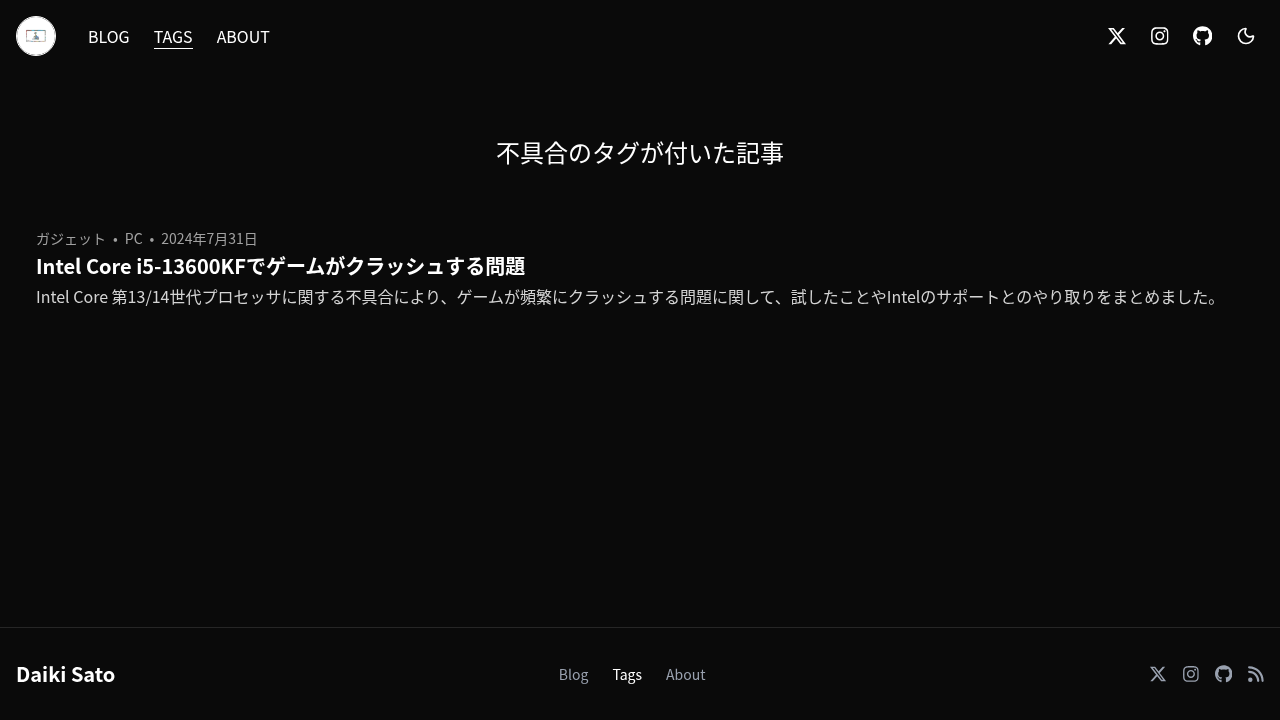 BLOG TAGS ABOUT
不具合のタグが付いた記事
ガジェット • PC • 2024年7月31日
Intel Core i5-13600KFでゲームがクラッシュする問題
Intel Core 第13/14世代プロセッサに関する不具合により、ゲームが頻繁にクラッシュする問題に関して、試したことやIntelのサポートとのやり取りをまとめました。
Daiki Sato
Blog Tags About